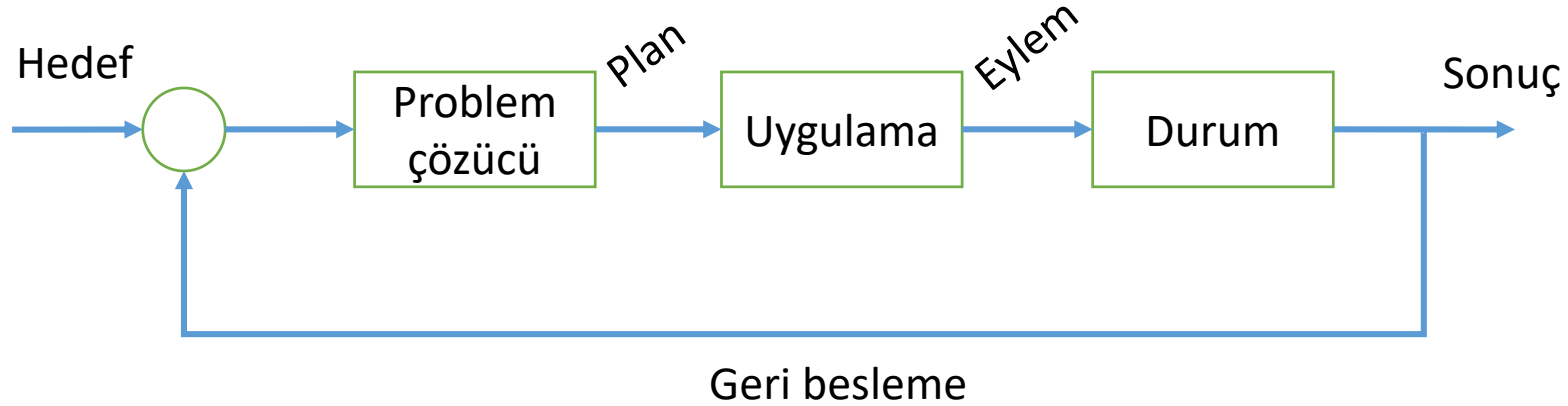 Hedef
Plan
Eylem
Sonuç
Problem
çözücü
Uygulama
Durum
Geri besleme